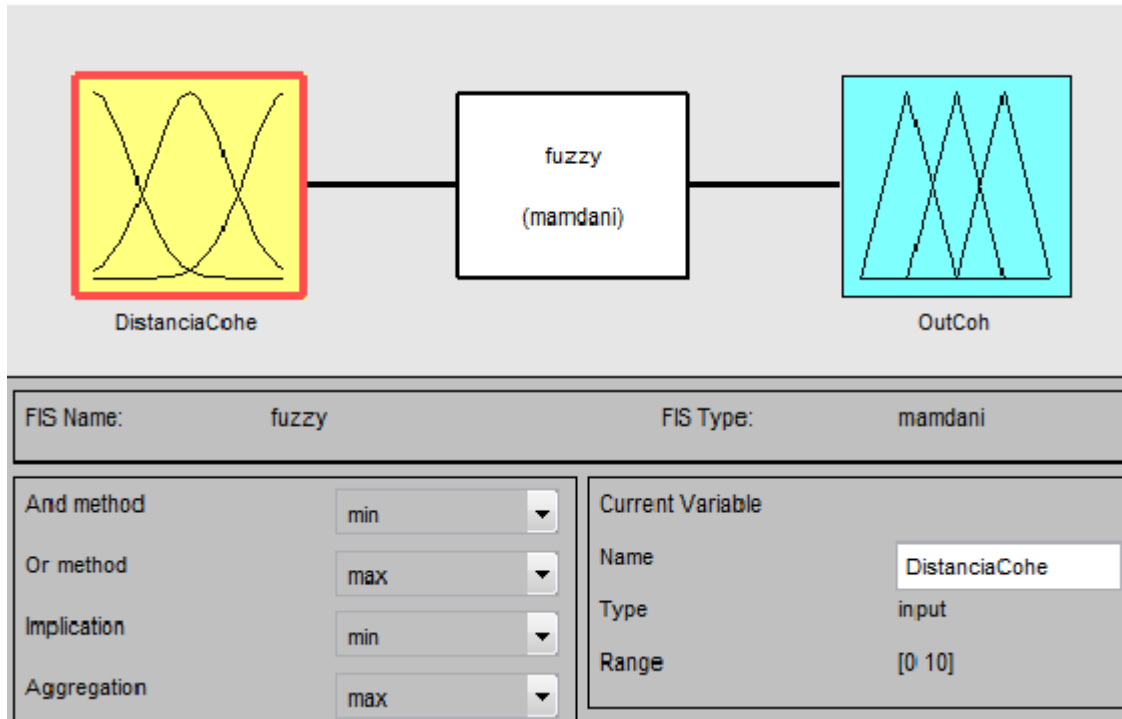 fuzzy
(mamdani)
DistanciaCohe
OutCoh
FIS Name: fuzzy FIS Type: mamdani
And method min
Or method max
Implication min
Aggregation max
Current Variable
Name DistanciaCohe
Type input
Range [0 10]